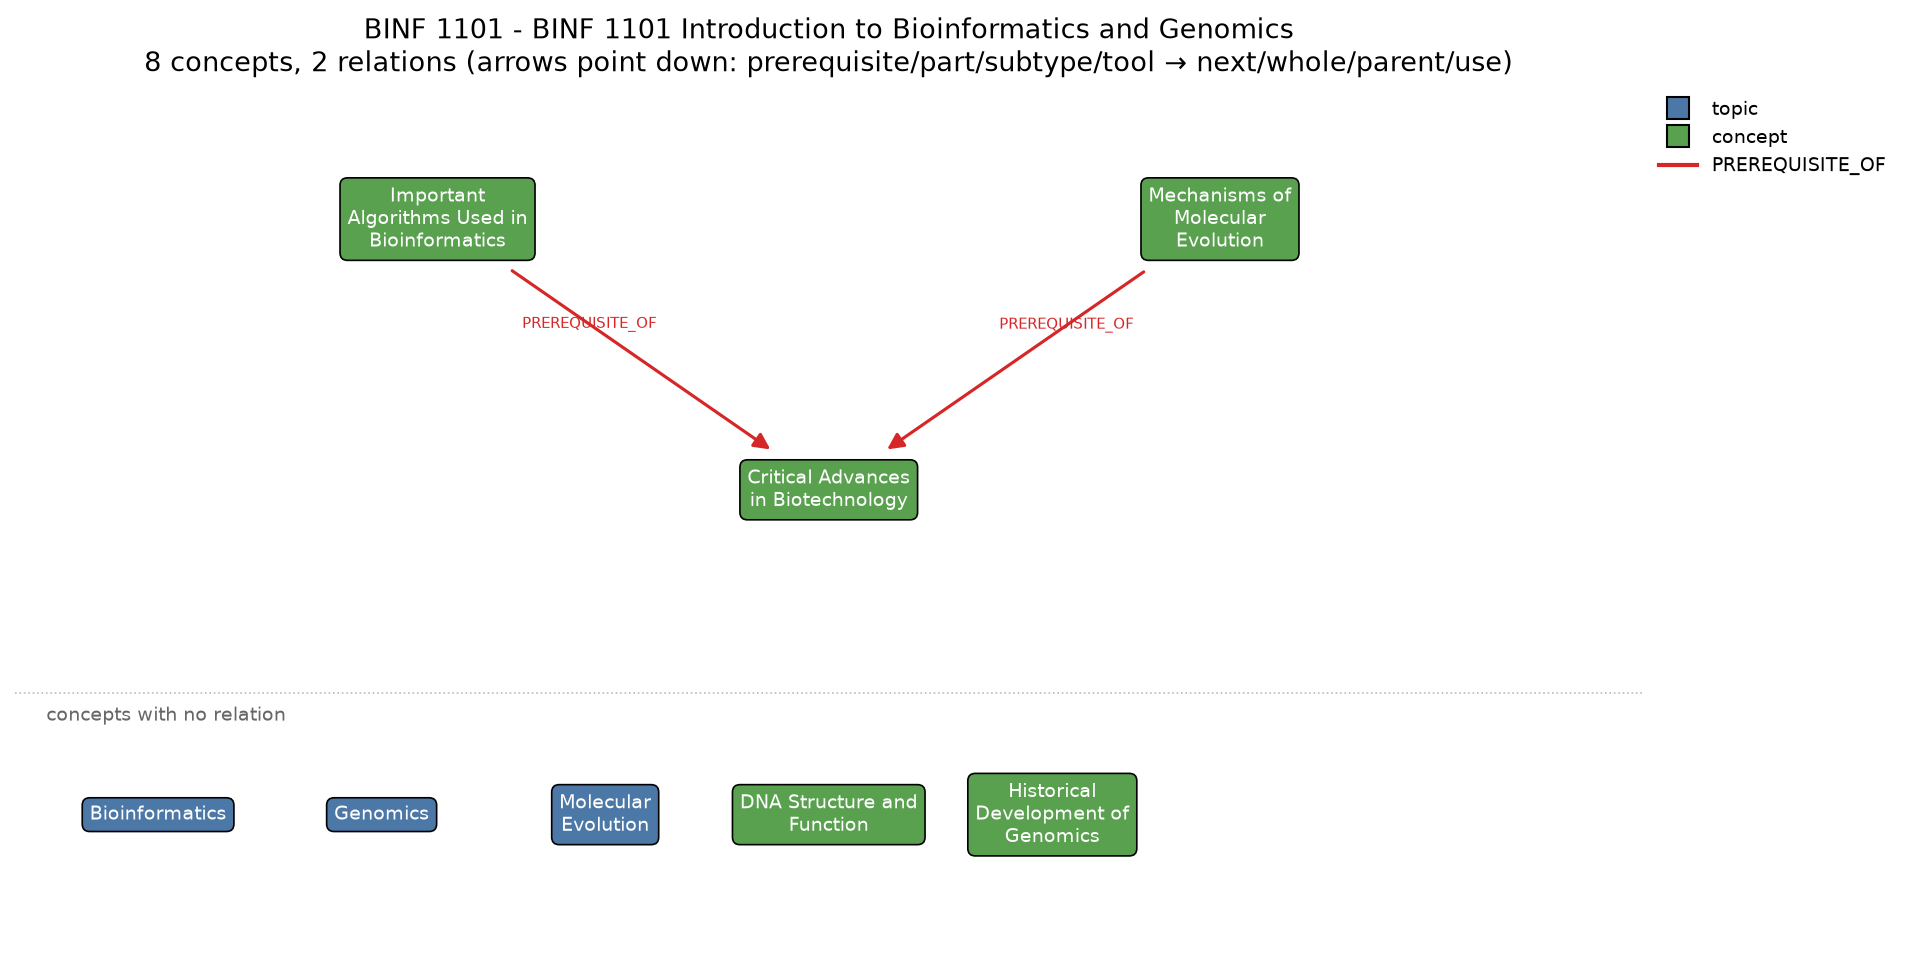 BINF 1101 - BINF 1101 Introduction to Bioinformatics and Genomics
8 concepts, 2 relations (arrows point down: prerequisite/part/subtype/tool → next/whole/parent/use)
topic
concept
PREREQUISITE_OF
Important
Algorithms Used in
Bioinformatics
Mechanisms of
Molecular
Evolution
PREREQUISITE_OF
PREREQUISITE_OF
Critical Advances
in Biotechnology
concepts with no relation
Bioinformatics
Genomics
Molecular
Evolution
DNA Structure and
Function
Historical
Development of
Genomics